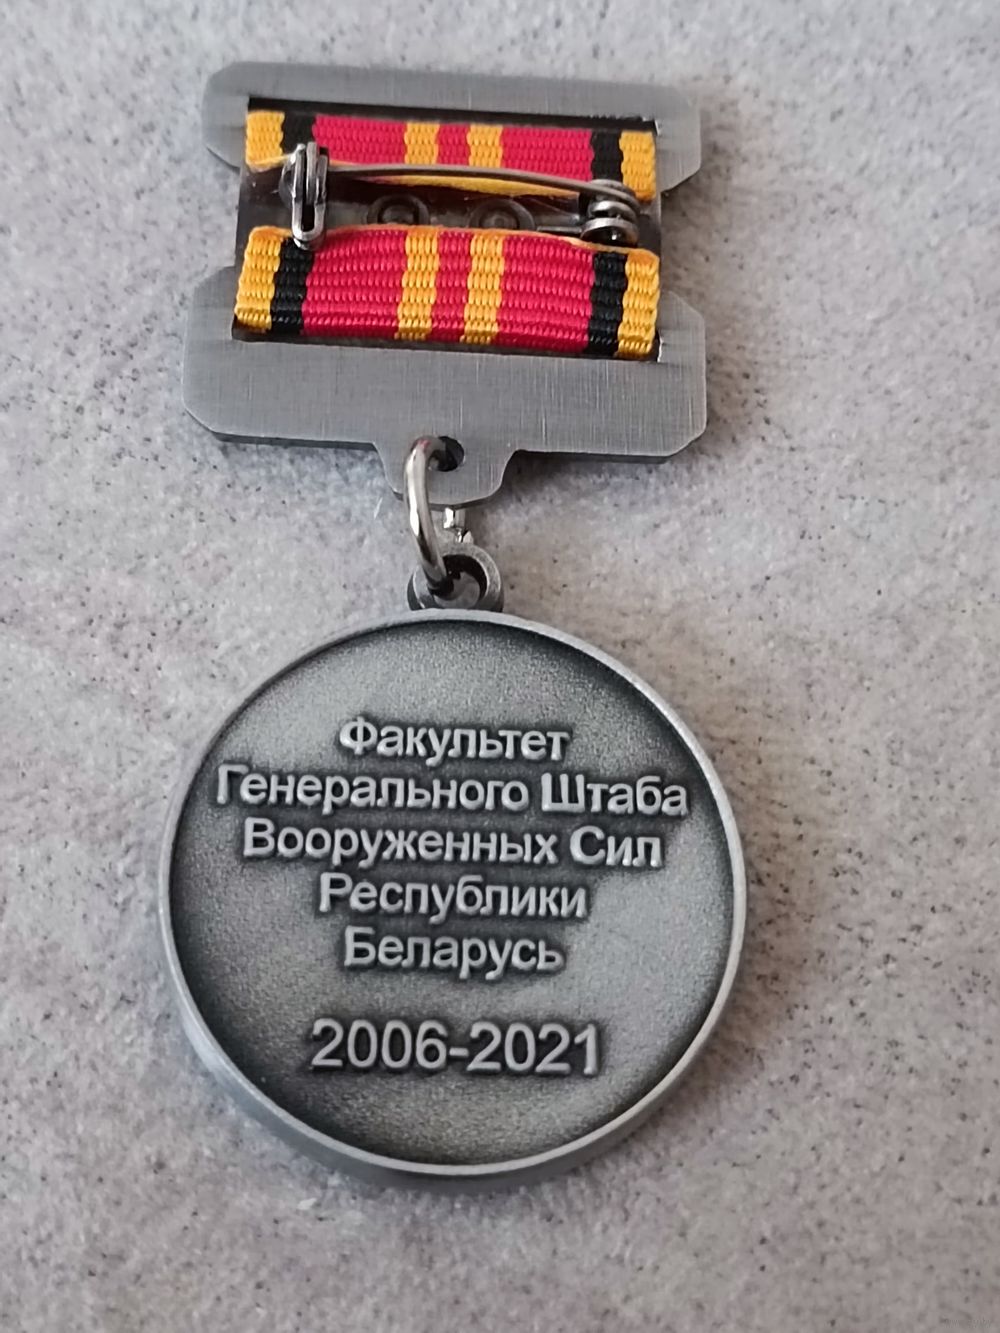 Факультет
Генерального Штаба
Вооруженных Сил
Республики
Беларусь
2006-2021